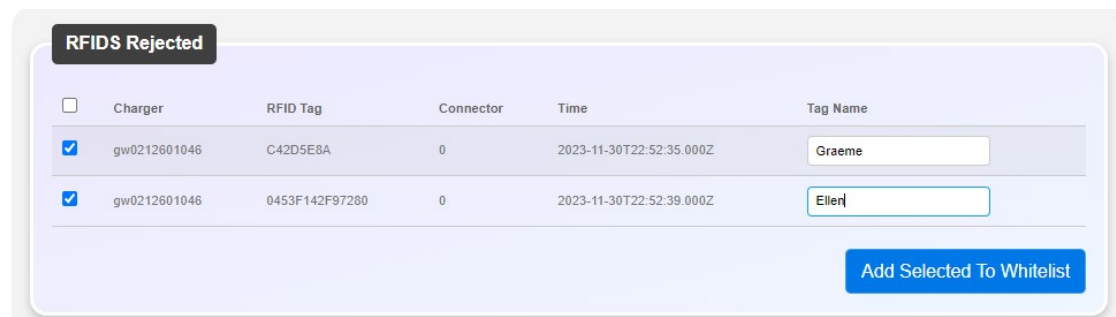 RFIDS Rejected
Charger RFID Tag Connector Time Tag Name
gw0212601046 C42D5E8A 0 2023-11-30T22:52:35.000Z Graeme
gw0212601046 0453F142F97280 0 2023-11-30T22:52:39.000Z Ellen
Add Selected To Whitelist